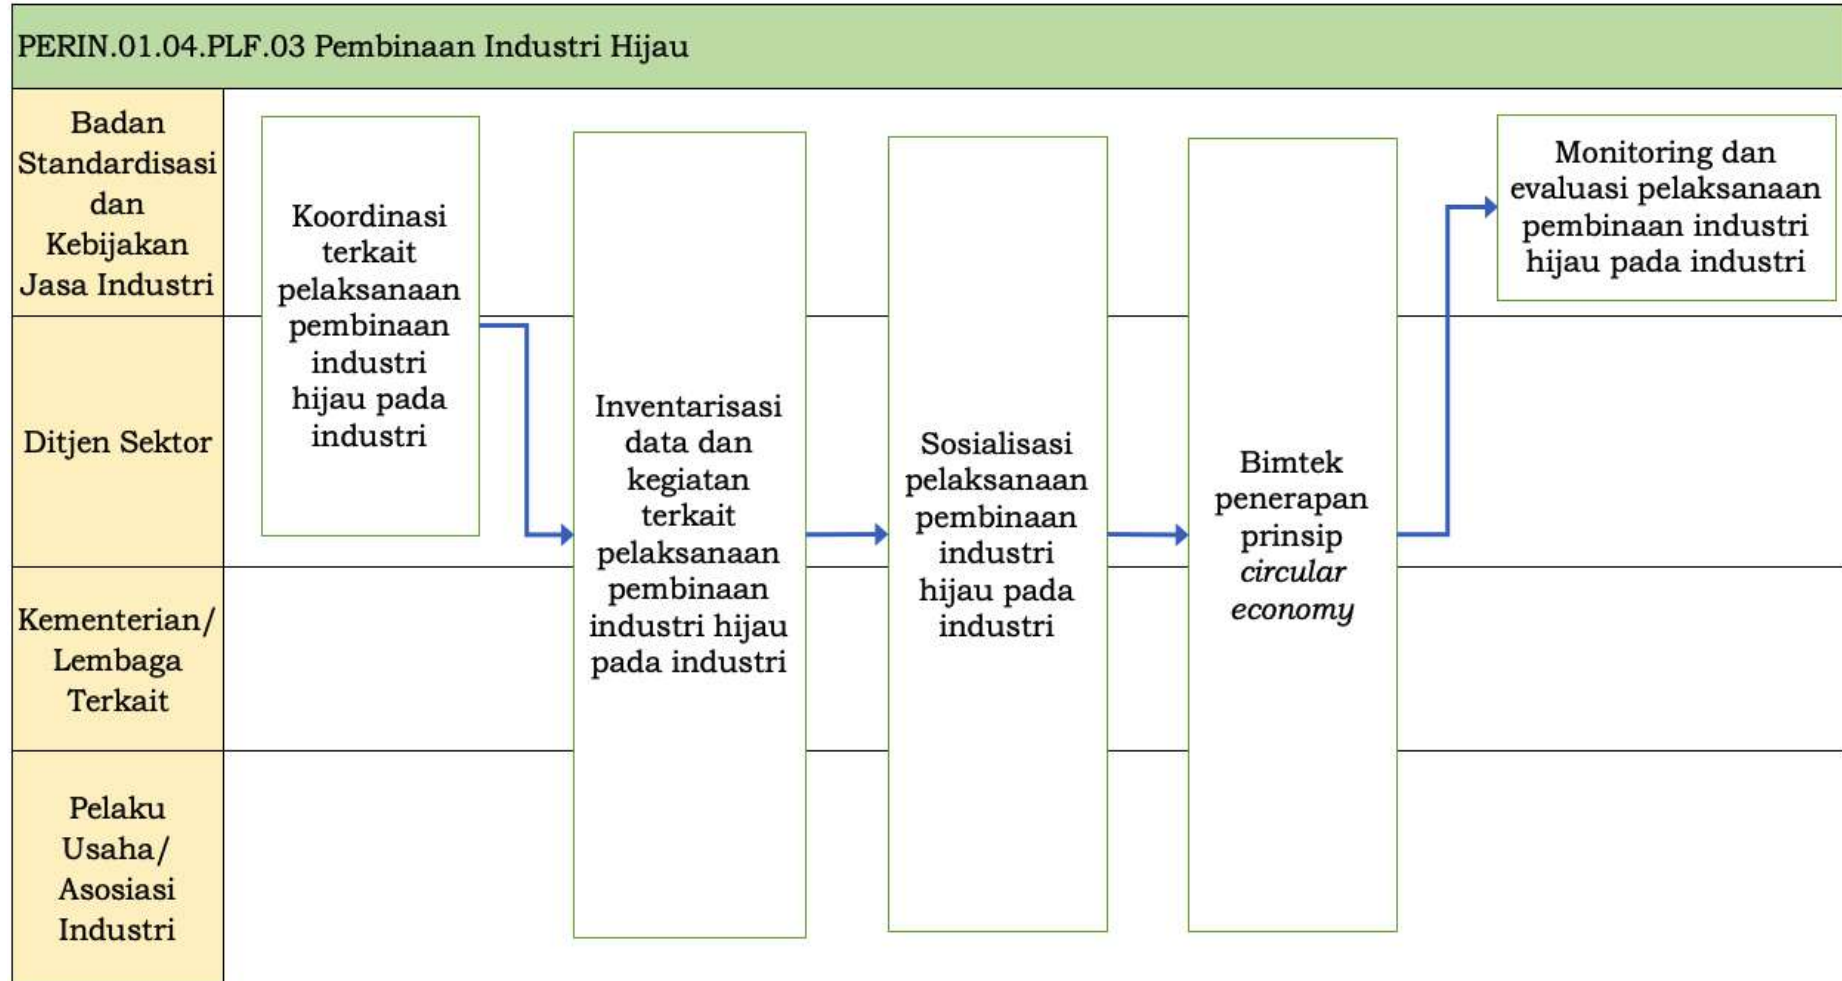 PERIN.01.04.PLF.03 Pembinaan Industri Hijau
Badan
Standardisasi
dan
Kebijakan
Jasa Industri
Ditjen Sektor
Kementerian/
Lembaga
Terkait
Pelaku
Usaha/
Asosiasi
Industri
Koordinasi
terkait
pelaksanaan
pembinaan
industri
hijau pada
industri
Inventarisasi
data dan
kegiatan
terkait
pelaksanaan
pembinaan
industri hijau
pada industri
Sosialisasi
pelaksanaan
pembinaan
industri
hijau pada
industri
Bimtek
penerapan
prinsip
circular
economy
Monitoring dan
evaluasi pelaksanaan
pembinaan industri
hijau pada industri